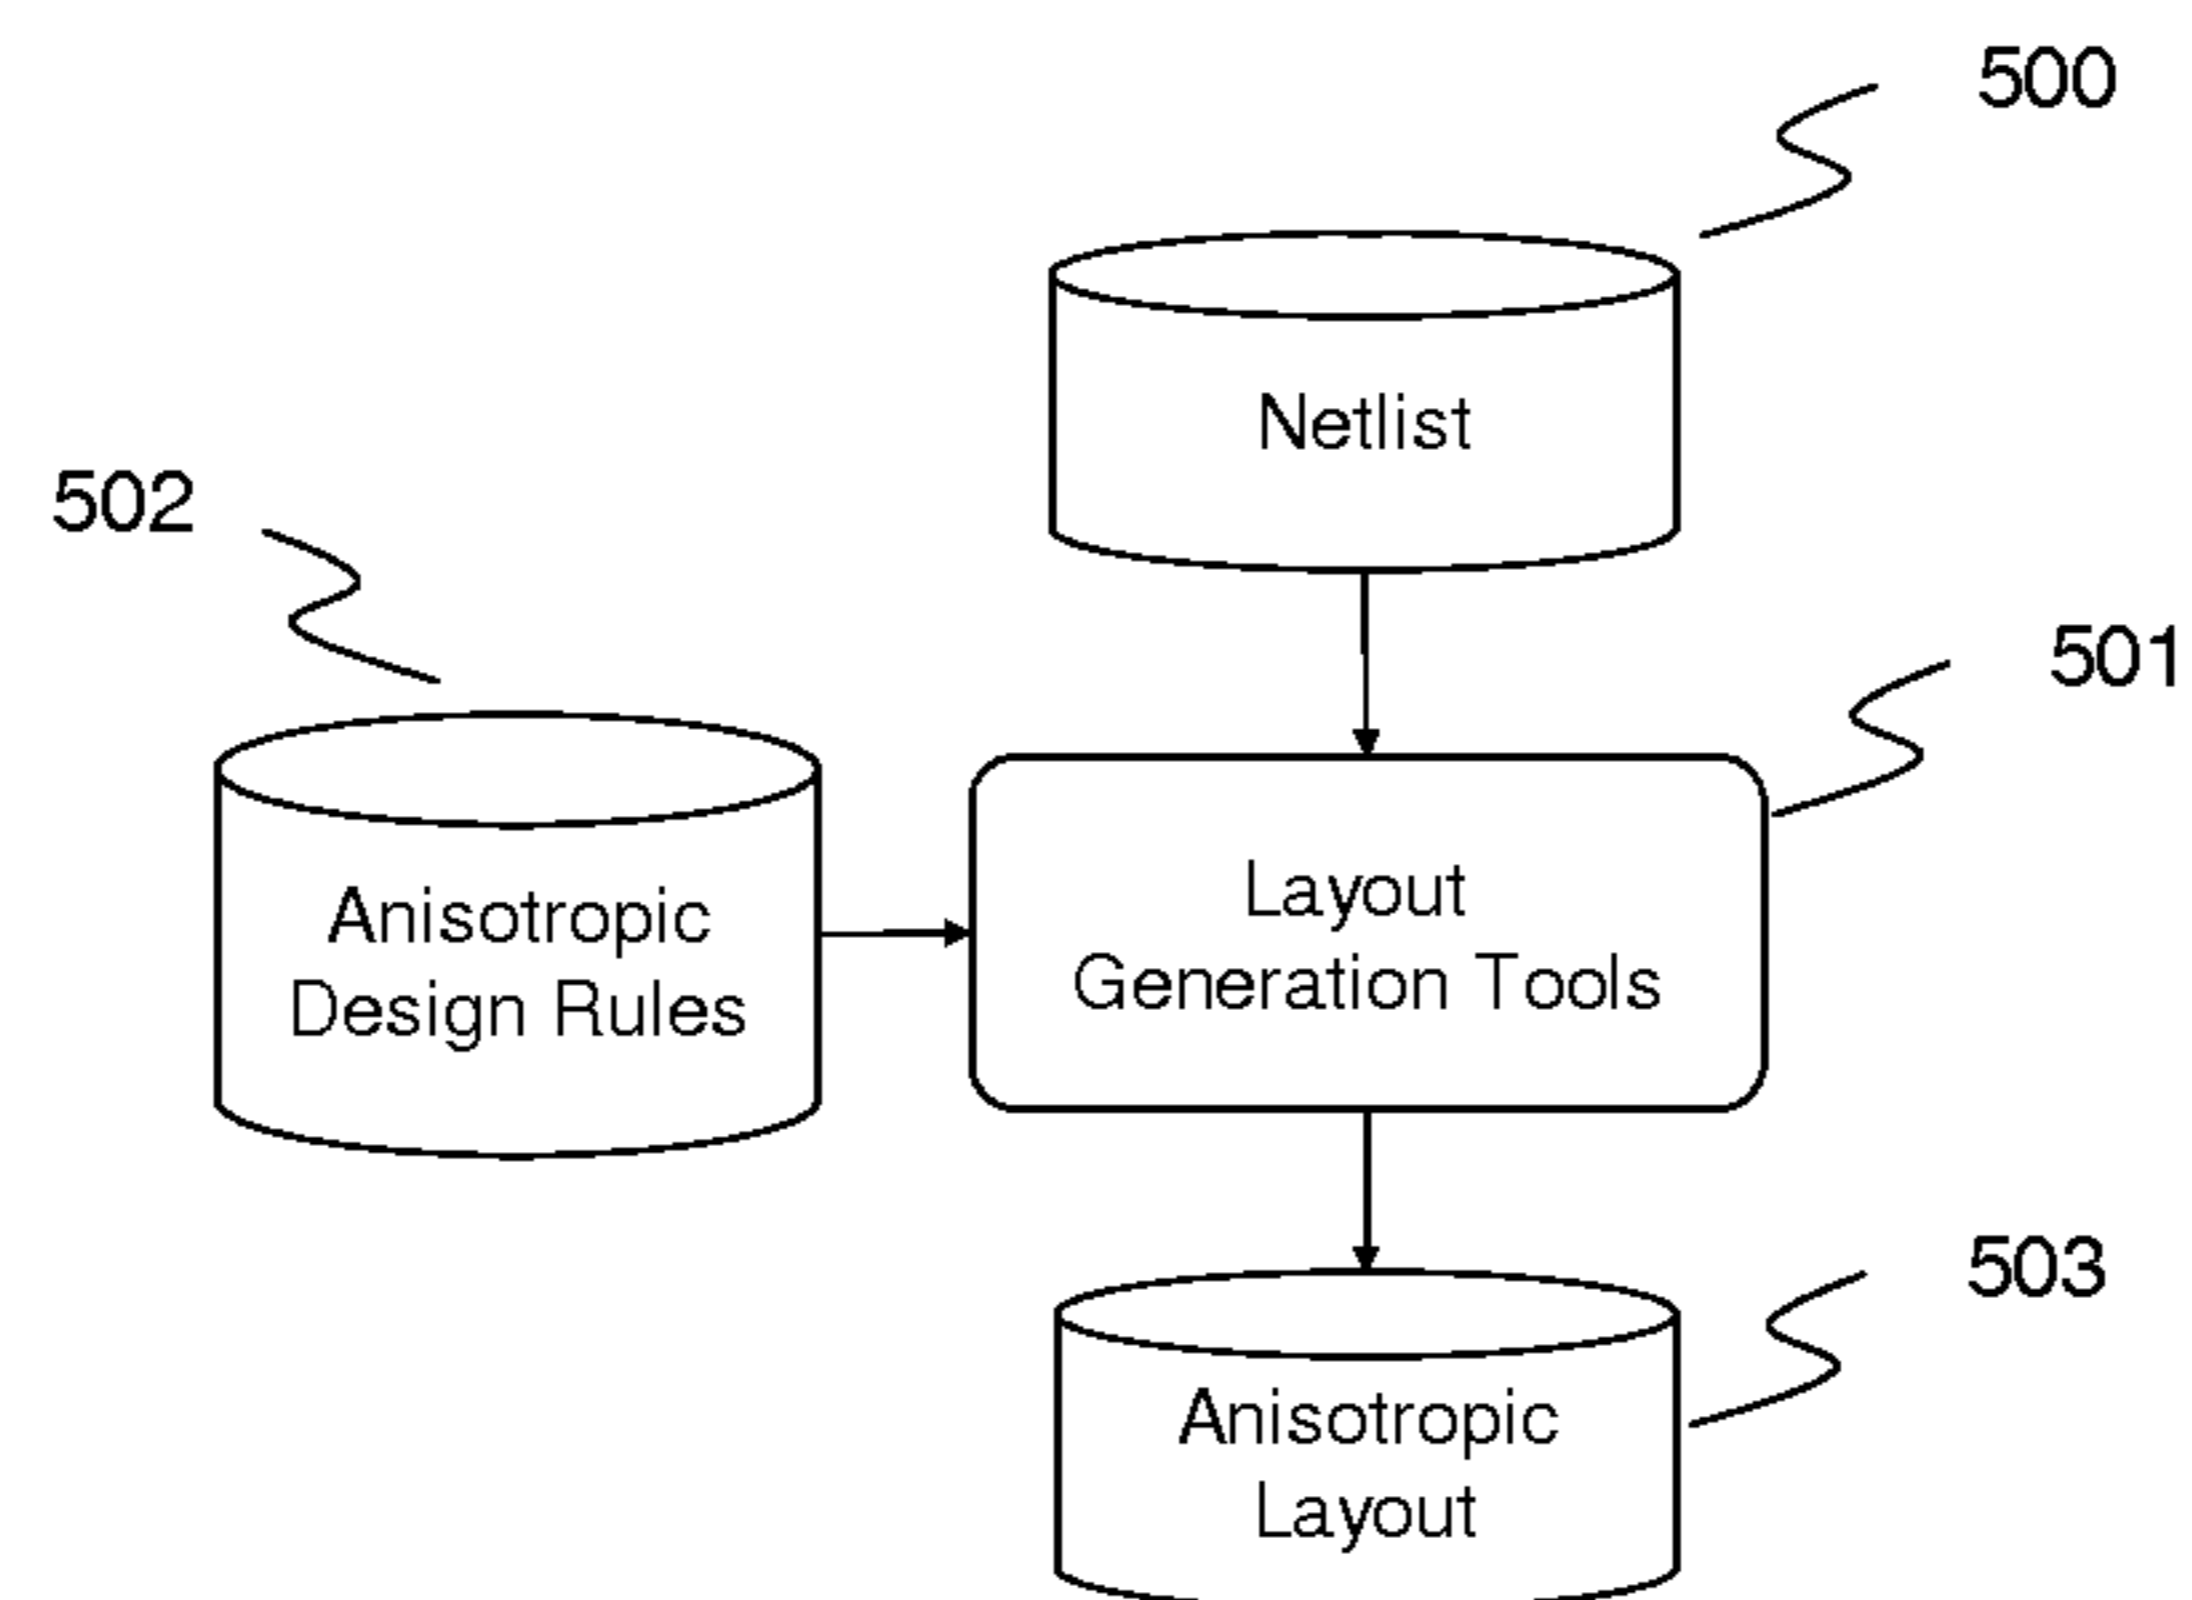 500
Netlist
502
501
Anisotropic
Design Rules
Layout
Generation Tools
503
Anisotropic
Layout